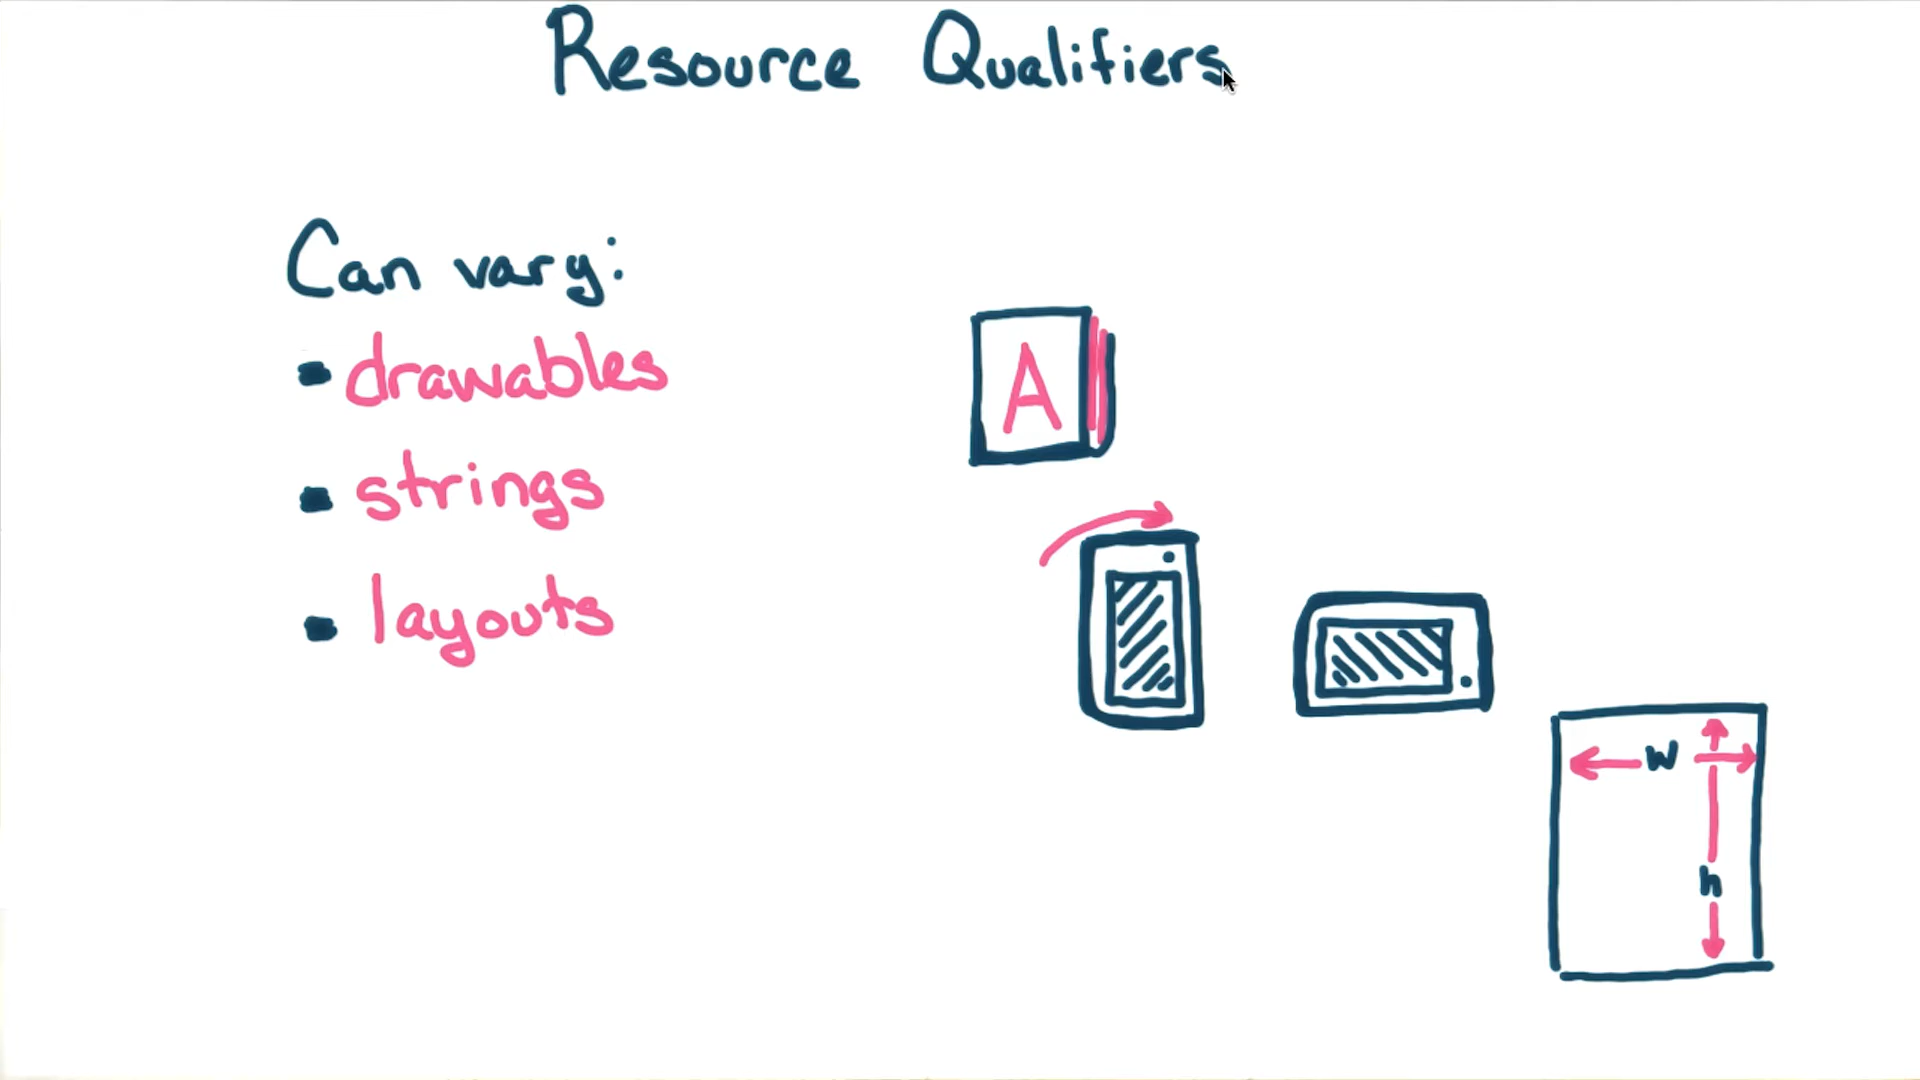 Resource Qualifiers
Can vary:
drawables
strings
layouts
A
w
h